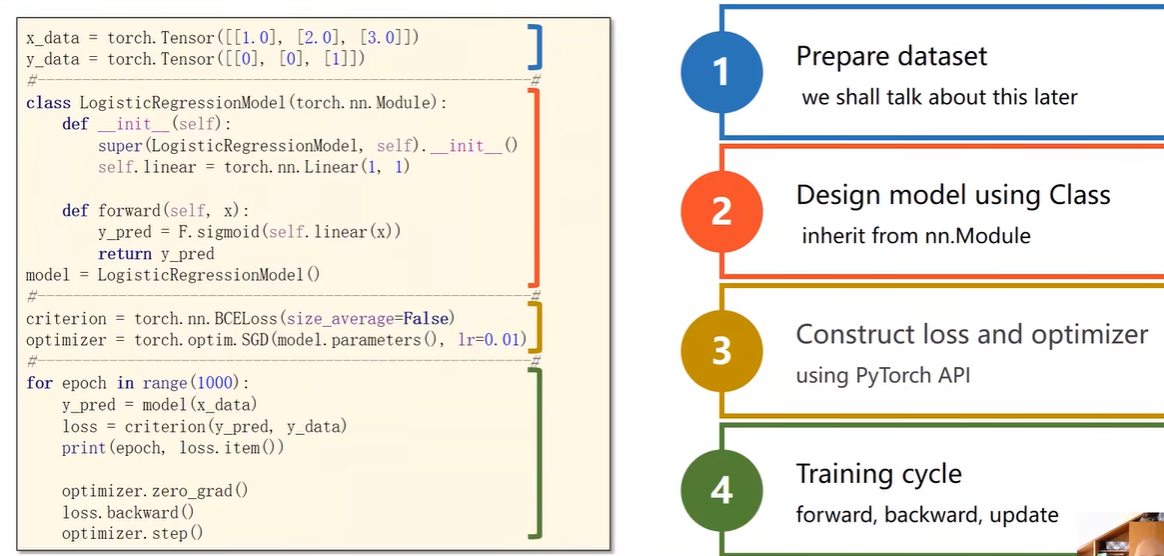 x_data = torch.Tensor([[1.0], [2.0], [3.0]])
y_data = torch.Tensor([[0], [0], [1]])
#-------------------------------------------------------#
class LogisticRegressionModel(torch.nn.Module):
    def __init__(self):
        super(LogisticRegressionModel, self).__init__()
        self.linear = torch.nn.Linear(1, 1)

    def forward(self, x):
        y_pred = F.sigmoid(self.linear(x))
        return y_pred
model = LogisticRegressionModel()
#-------------------------------------------------------#
criterion = torch.nn.BCELoss(size_average=False)
optimizer = torch.optim.SGD(model.parameters(), lr=0.01)
#-------------------------------------------------------#
for epoch in range(1000):
    y_pred = model(x_data)
    loss = criterion(y_pred, y_data)
    print(epoch, loss.item())

    optimizer.zero_grad()
    loss.backward()
    optimizer.step()
1
Prepare dataset
we shall talk about this later
2
Design model using Class
inherit from nn.Module
3
Construct loss and optimizer
using PyTorch API
4
Training cycle
forward, backward, update